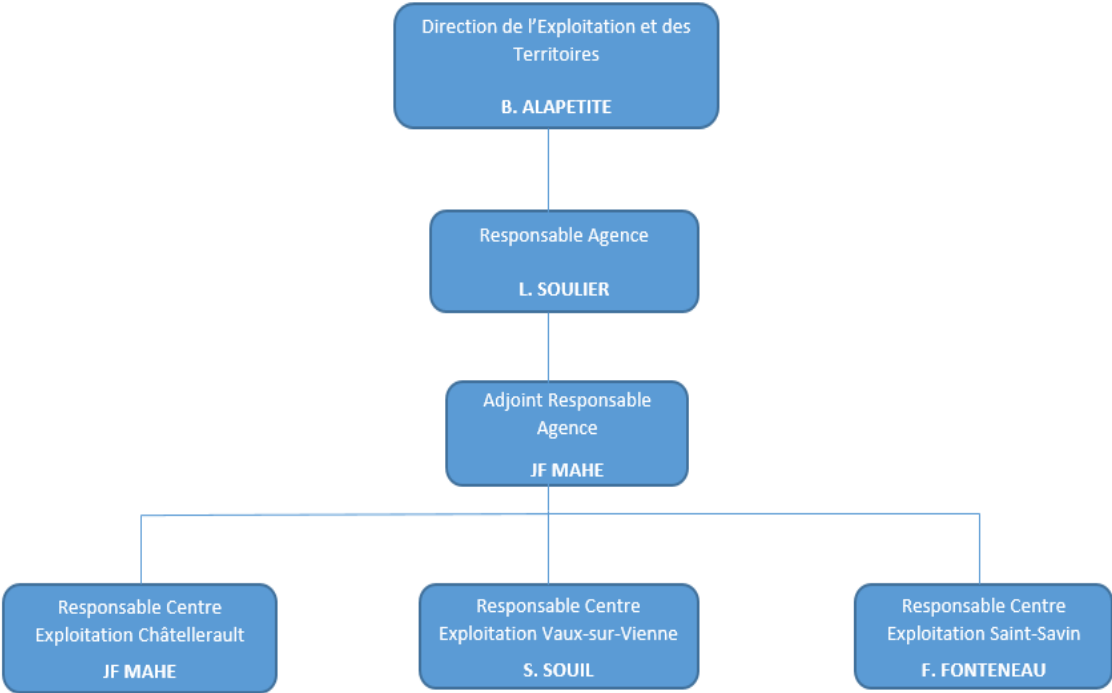 Direction de l'Exploitation et des
Territoires
B. ALAPETITE
Responsable Agence
L. SOULIER
Adjoint Responsable
Agence
JF MAHE
Responsable Centre
Exploitation Châtellerault
JF MAHE
Responsable Centre
Exploitation Vaux-sur-Vienne
S. SOUIL
Responsable Centre
Exploitation Saint-Savin
F. FONTENEAU